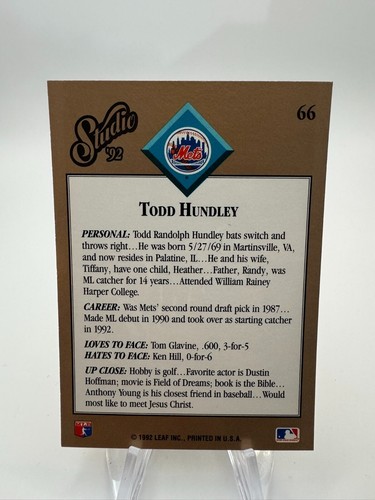 Studio
'92
66
Mets
TODD HUNDLEY
PERSONAL: Todd Randolph Hundley bats switch and
throws right...He was born 5/27/69 in Martinsville, VA,
and now resides in Palatine, IL...He and his wife,
Tiffany, have one child, Heather...Father, Randy, was
ML catcher for 14 years...Attended William Rainey
Harper College.
CAREER: Was Mets' second round draft pick in 1987...
Made ML debut in 1990 and took over as starting catcher
in 1992.
LOVES TO FACE: Tom Glavine, .600, 3-for-5
HATES TO FACE: Ken Hill, 0-for-6
UP CLOSE: Hobby is golf...Favorite actor is Dustin
Hoffman; movie is Field of Dreams; book is the Bible...
Anthony Young is his closest friend in baseball...Would
most like to meet Jesus Christ.
© 1992 LEAF INC., PRINTED IN U.S.A.